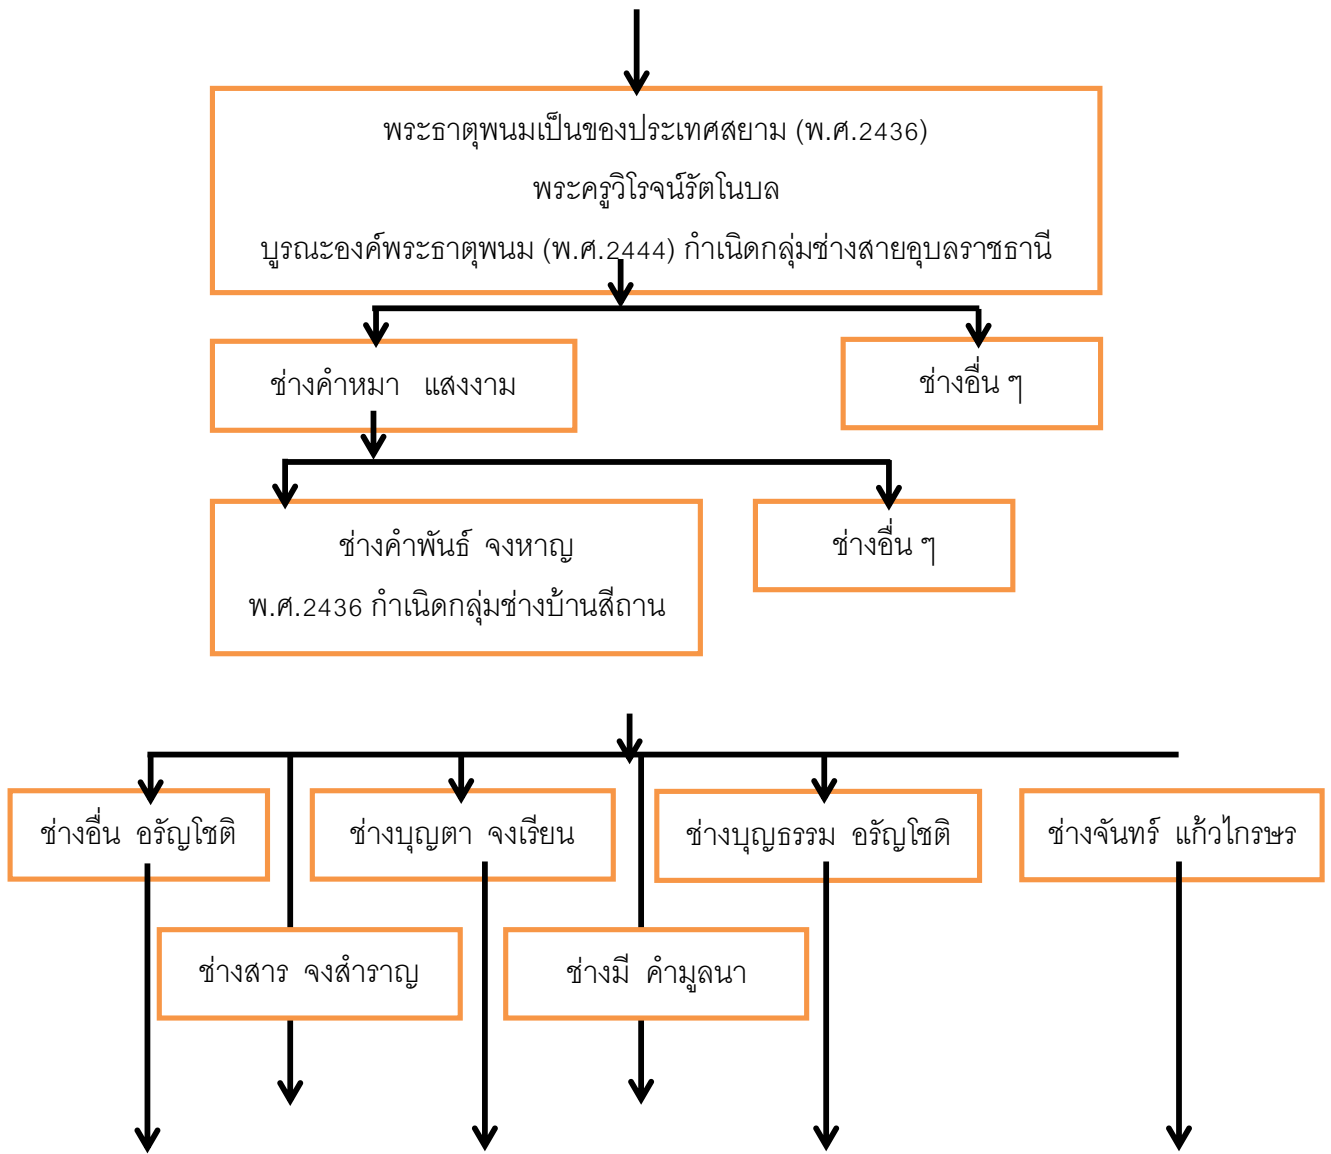 พระธาตุพนมเป็นของประเทศสยาม (พ.ศ.2436)
พระครูวิโรจน์รัตโนบล
บูรณะองค์พระธาตุพนม (พ.ศ.2444) กำเนิดกลุ่มช่างสายอุบลราชธานี
ช่างคำหมา แสงงาม
ช่างอื่น ๆ
ช่างคำพันธ์ จงหาญ
พ.ศ.2436 กำเนิดกลุ่มช่างบ้านสีถาน
ช่างอื่น ๆ
ช่างอื่น อรัญโชติ
ช่างบุญตา จงเรียน
ช่างบุญธรรม อรัญโชติ
ช่างจันทร์ แก้วไกรษร
ช่างสาร จงสำราญ
ช่างมี คำมูลนา